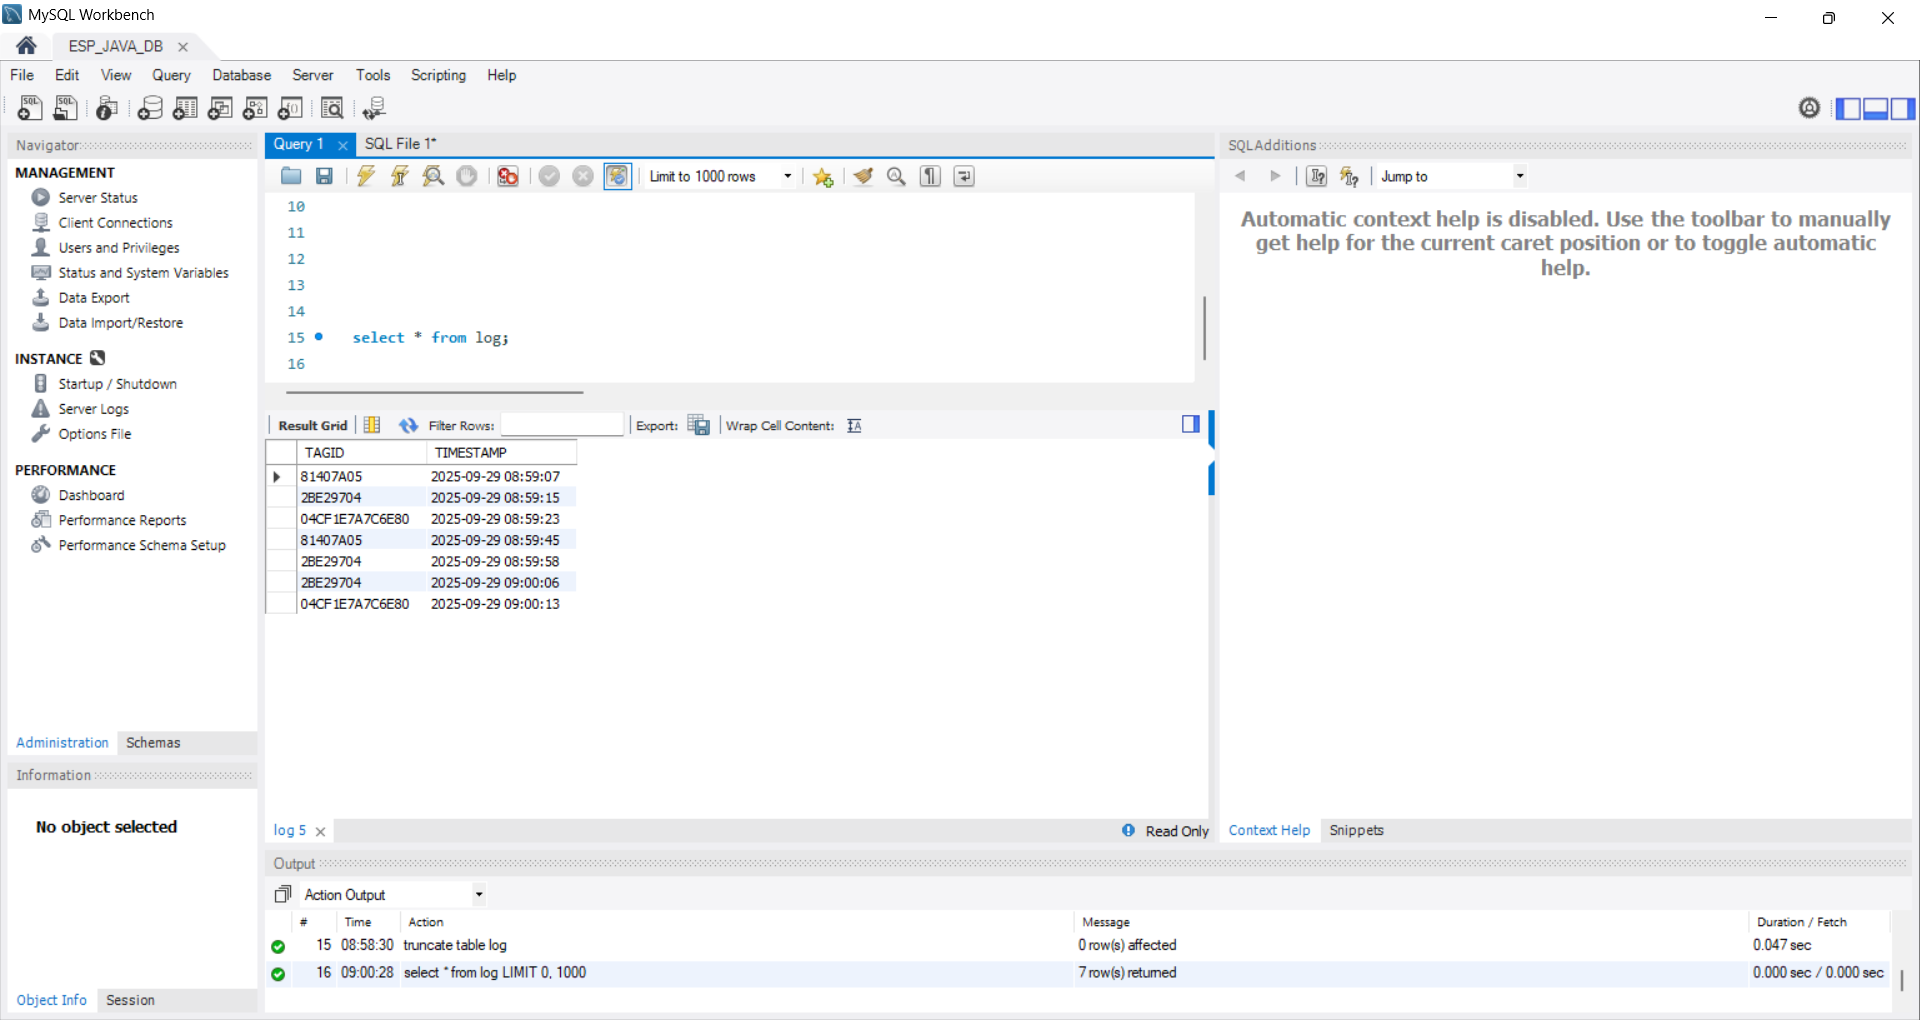 MySQL Workbench
ESP_JAVA_DB
File Edit View Query Database Server Tools Scripting Help
Navigator
MANAGEMENT
Server Status
Client Connections
Users and Privileges
Status and System Variables
Data Export
Data Import/Restore
INSTANCE
Startup / Shutdown
Server Logs
Options File
PERFORMANCE
Dashboard
Performance Reports
Performance Schema Setup
Administration Schemas
Information
No object selected
Object Info Session
Query 1 SQL File 1*
Limit to 1000 rows
10
11
12
13
14
15 select * from log;
16
Result Grid Filter Rows: Export: Wrap Cell Content:
TAGID TIMESTAMP
81407A05 2025-09-29 08:59:07
2BE29704 2025-09-29 08:59:15
04CF1E7A7C6E80 2025-09-29 08:59:23
81407A05 2025-09-29 08:59:45
2BE29704 2025-09-29 08:59:58
2BE29704 2025-09-29 09:00:06
04CF1E7A7C6E80 2025-09-29 09:00:13
log 5 Read Only
SQLAdditions
Jump to
Automatic context help is disabled. Use the toolbar to manually
get help for the current caret position or to toggle automatic
help.
Context Help Snippets
Output
Action Output
# Time Action Message Duration / Fetch
15 08:58:30 truncate table log 0 row(s) affected 0.047 sec
16 09:00:28 select * from log LIMIT 0, 1000 7 row(s) returned 0.000 sec / 0.000 sec